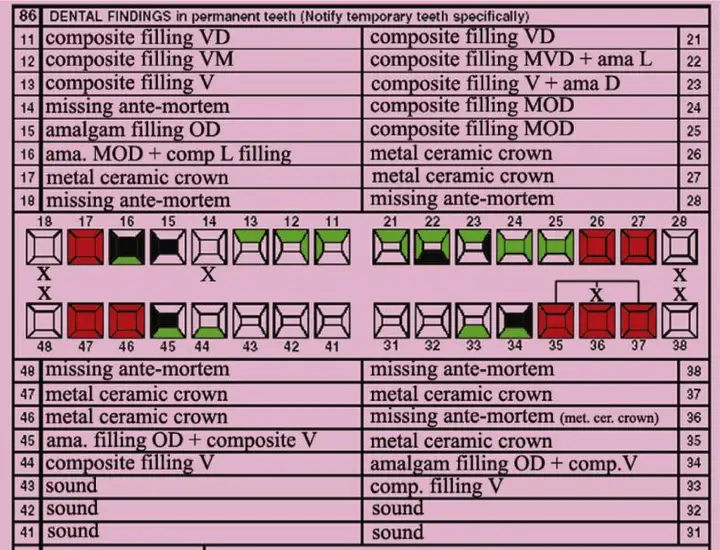 86 DENTAL FINDINGS in permanent teeth (Notify temporary teeth specifically)
11 composite filling VD composite filling VD 21
12 composite filling VM composite filling MVD + ama L 22
13 composite filling V composite filling V + ama D 23
14 missing ante-mortem composite filling MOD 24
15 amalgam filling OD composite filling MOD 25
16 ama. MOD + comp L filling metal ceramic crown 26
17 metal ceramic crown metal ceramic crown 27
18 missing ante-mortem missing ante-mortem 28
18 17 16 15 14 13 12 11 21 22 23 24 25 26 27 28
X X X
X X X
48 47 46 45 44 43 42 41 31 32 33 34 35 36 37 38
48 missing ante-mortem missing ante-mortem 38
47 metal ceramic crown metal ceramic crown 37
46 metal ceramic crown missing ante-mortem (met. cer. crown) 36
45 ama. filling OD + composite V metal ceramic crown 35
44 composite filling V amalgam filling OD + comp.V 34
43 sound comp. filling V 33
42 sound sound 32
41 sound sound 31